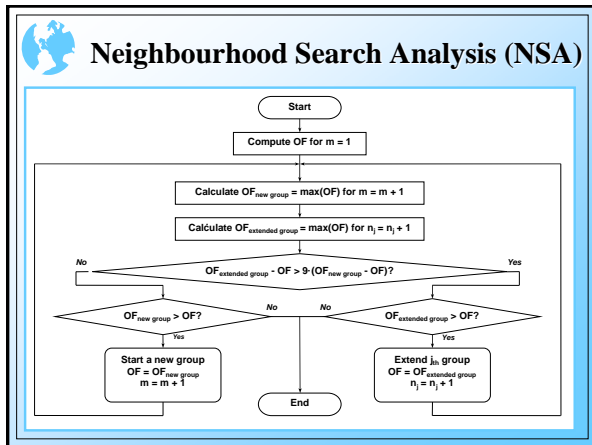 Neighbourhood Search Analysis (NSA)
Start
Compute OF for m = 1
Calculate OFnew group = max(OF) for m = m + 1
Calculate OFextended group = max(OF) for nj = nj + 1
No
Yes
OFextended group - OF > 9·(OFnew group - OF)?
No
No
OFnew group > OF?
OFextended group > OF?
Yes
Yes
Start a new group
OF = OFnew group
m = m + 1
Extend jth group
OF = OFextended group
nj = nj + 1
End